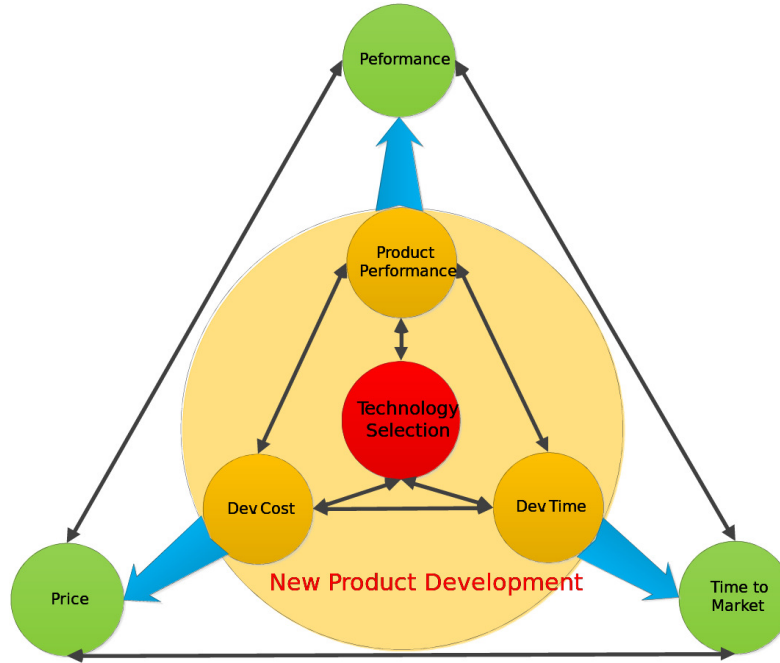 Peformance
Product
Performance
Technology
Selection
Dev Cost
Dev Time
New Product Development
Price
Time to
Market